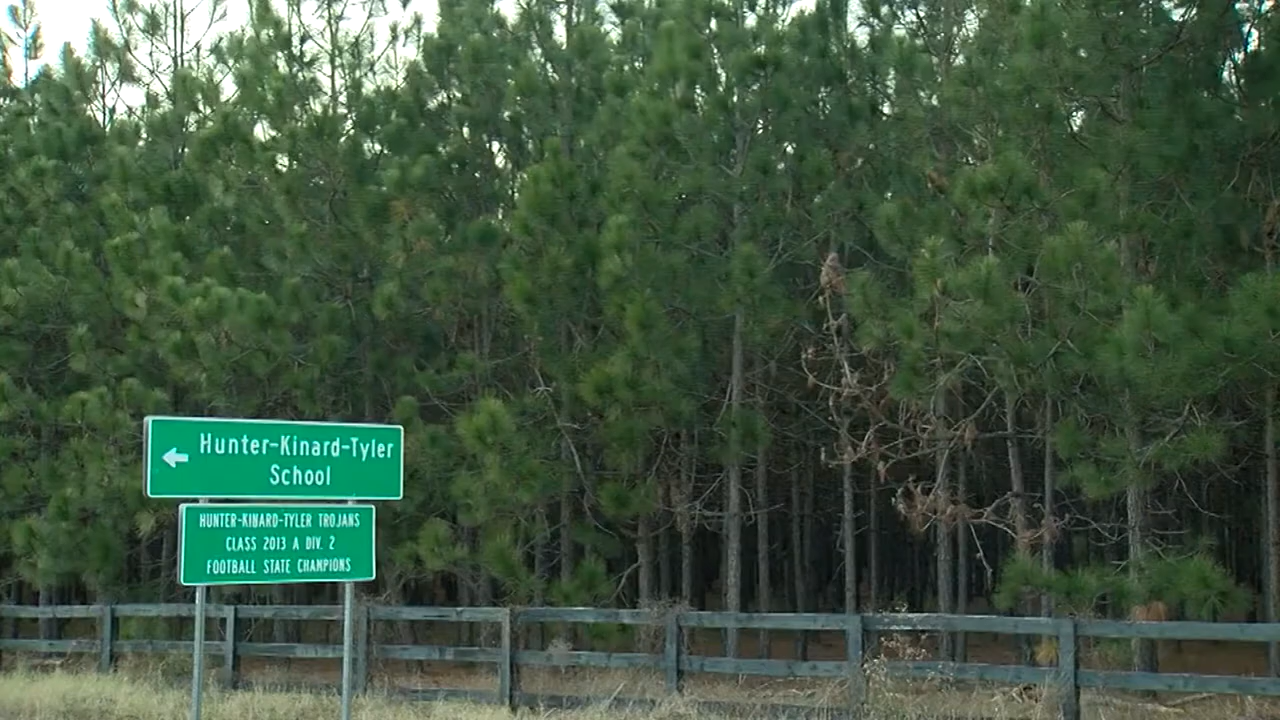 Hunter-Kinard-Tyler
School
HUNTER-KINARD-TYLER TROJANS
CLASS 2013 A DIV. 2
FOOTBALL STATE CHAMPIONS